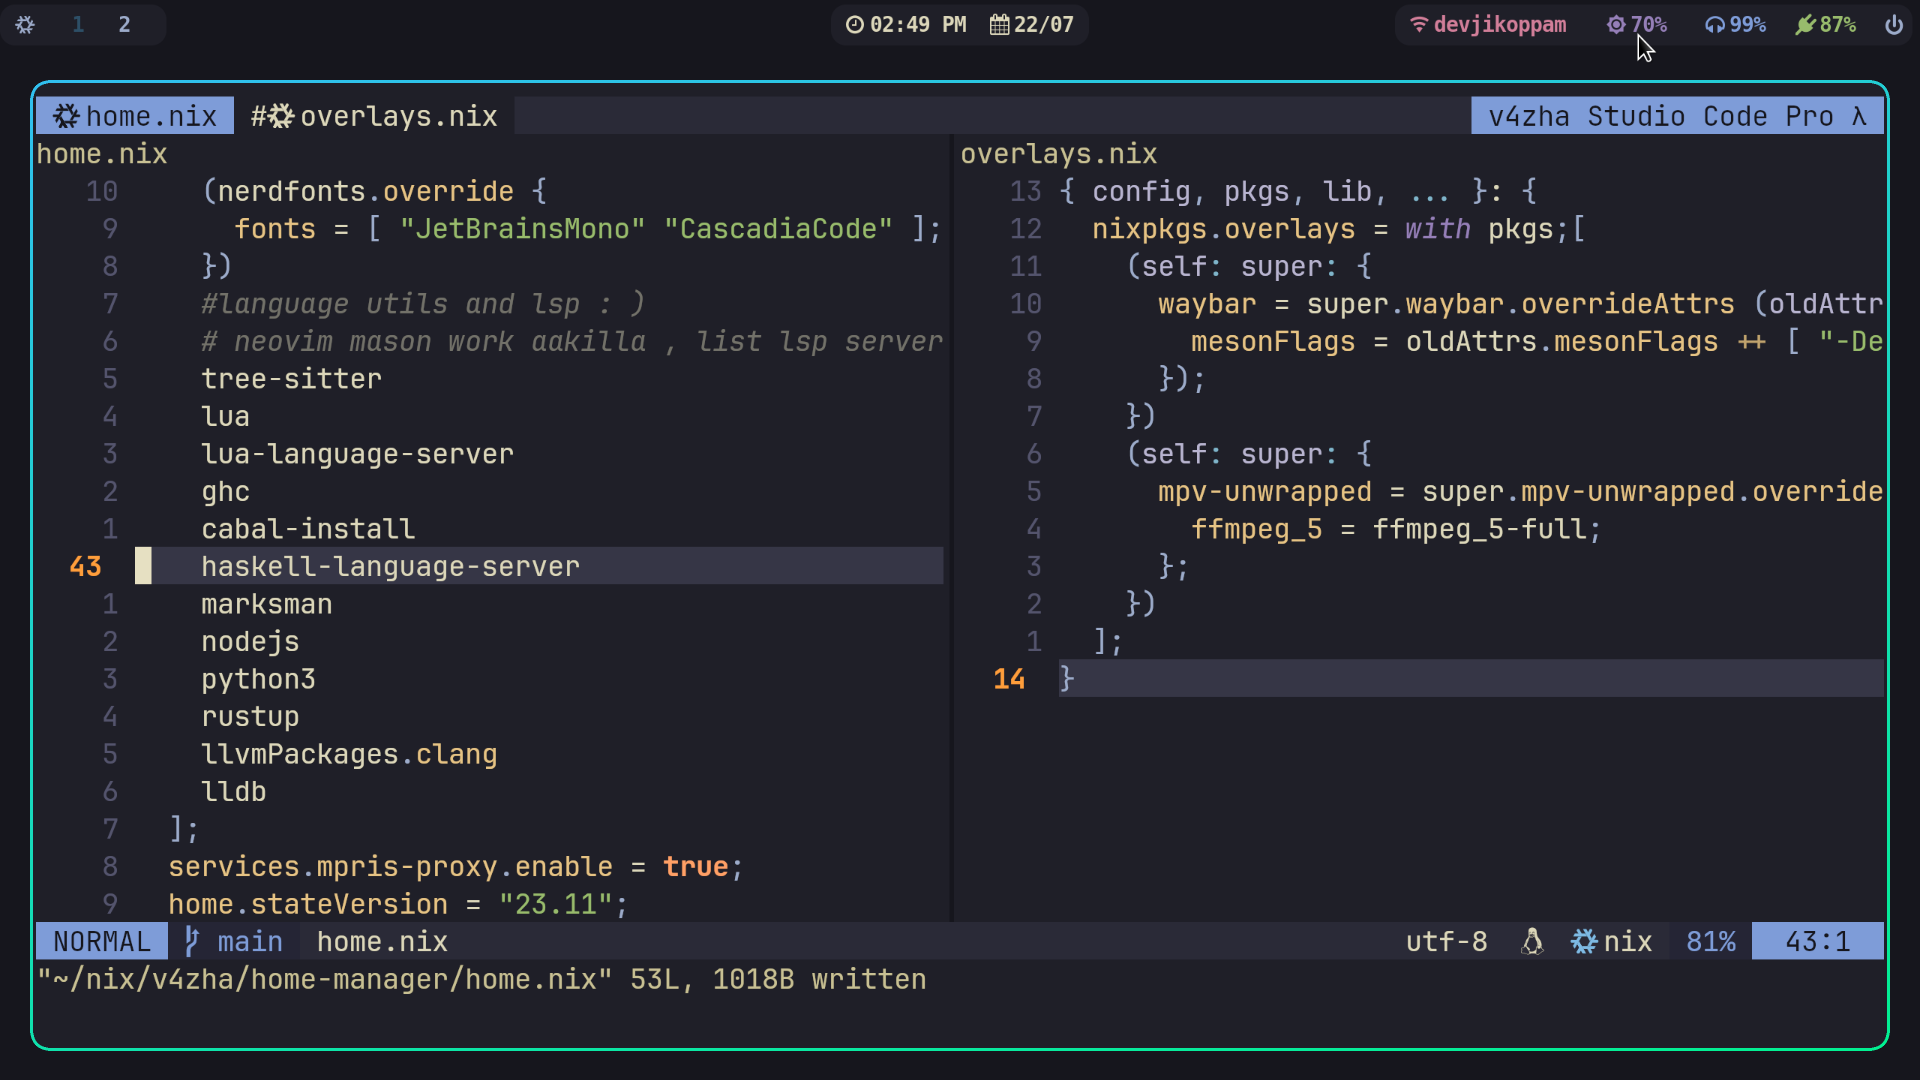 1 2 02:49 PM 22/07 devjikoppam 70% 99% 87%
home.nix #overlays.nix v4zha Studio Code Pro λ
home.nix
10 (nerdfonts.override {
9 fonts = [ "JetBrainsMono" "CascadiaCode" ];
8 })
7 #language utils and lsp : )
6 # neovim mason work aakilla , list lsp server
5 tree-sitter
4 lua
3 lua-language-server
2 ghc
1 cabal-install
43 haskell-language-server
1 marksman
2 nodejs
3 python3
4 rustup
5 llvmPackages.clang
6 lldb
7 ];
8 services.mpris-proxy.enable = true;
9 home.stateVersion = "23.11";
overlays.nix
13 { config, pkgs, lib, ... }: {
12 nixpkgs.overlays = with pkgs;[
11 (self: super: {
10 waybar = super.waybar.overrideAttrs (oldAttr
9 mesonFlags = oldAttrs.mesonFlags ++ [ "-De
8 });
7 })
6 (self: super: {
5 mpv-unwrapped = super.mpv-unwrapped.override
4 ffmpeg_5 = ffmpeg_5-full;
3 };
2 })
1 ];
14 }
NORMAL main home.nix utf-8 nix 81% 43:1
"~/nix/v4zha/home-manager/home.nix" 53L, 1018B written